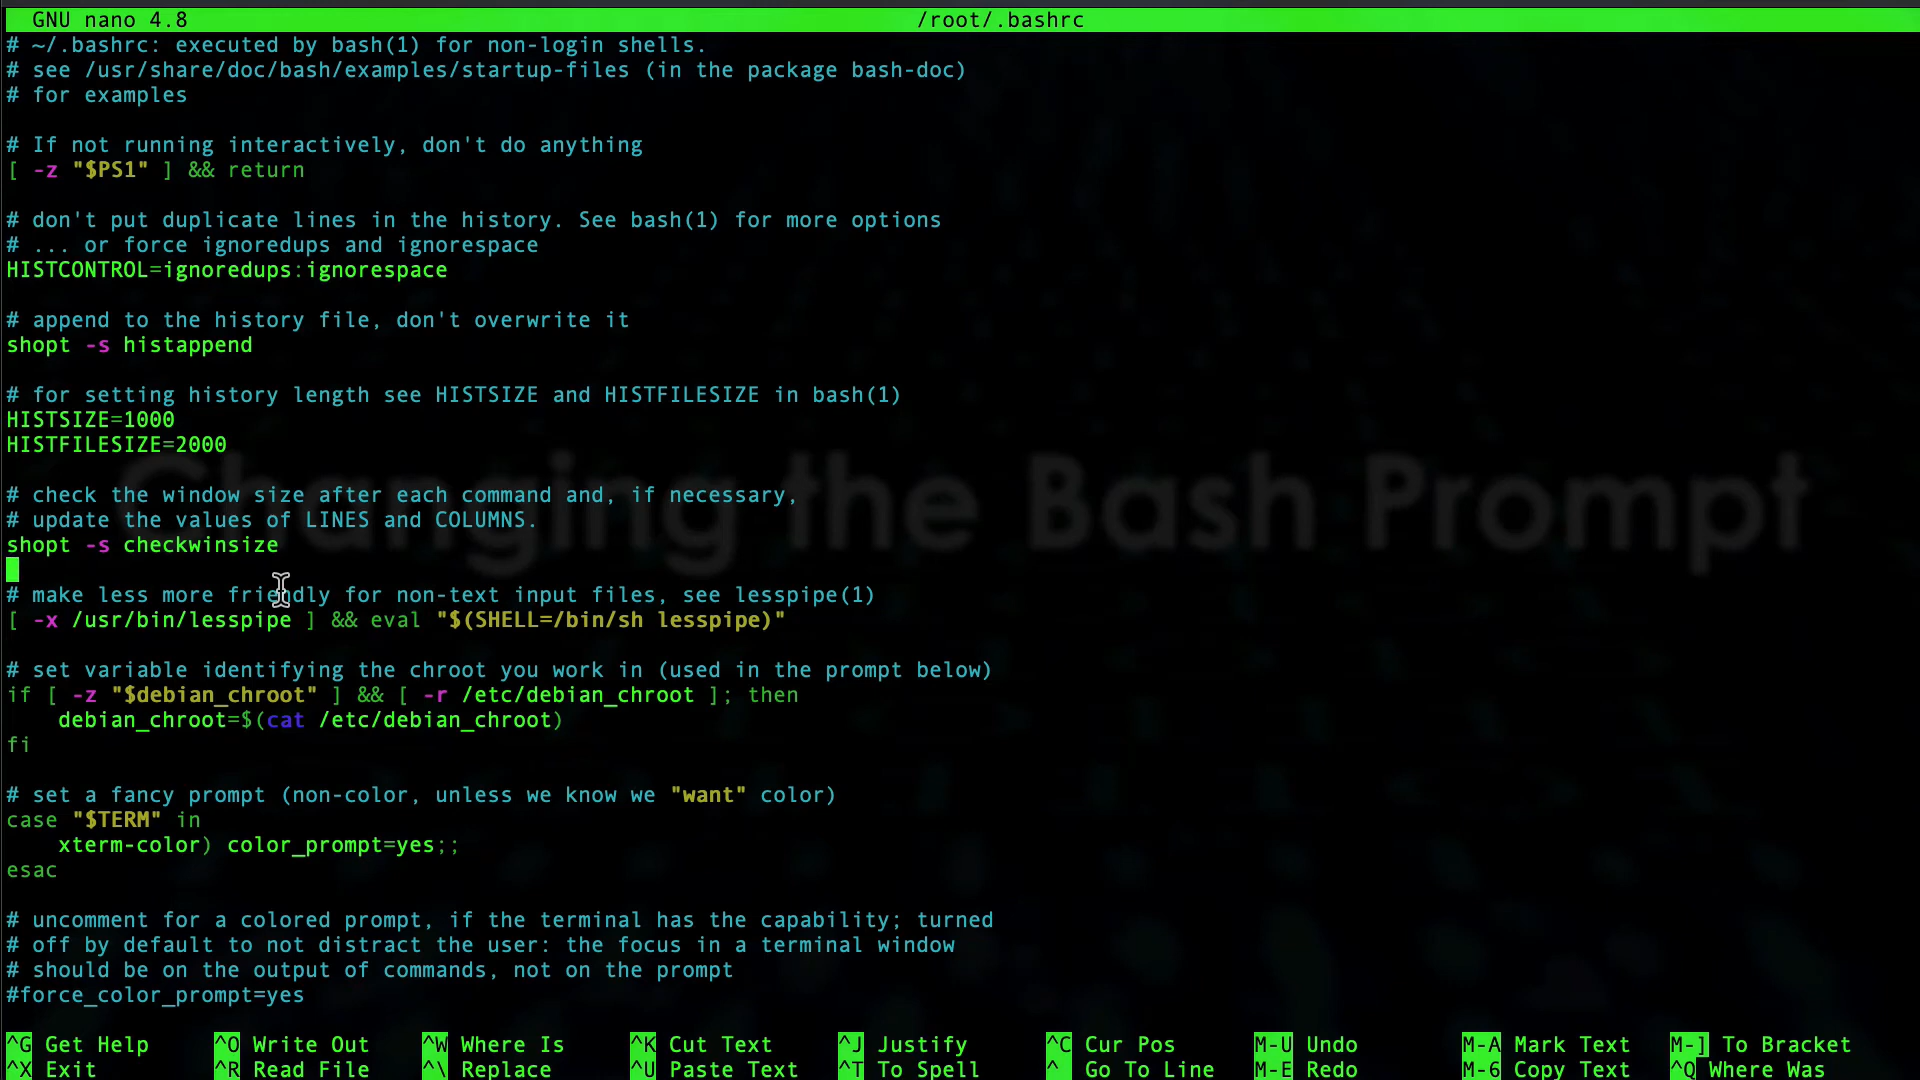 GNU nano 4.8 /root/.bashrc
# ~/.bashrc: executed by bash(1) for non-login shells.
# see /usr/share/doc/bash/examples/startup-files (in the package bash-doc)
# for examples
# If not running interactively, don't do anything
[ -z "$PS1" ] && return
# don't put duplicate lines in the history. See bash(1) for more options
# ... or force ignoredups and ignorespace
HISTCONTROL=ignoredups:ignorespace
# append to the history file, don't overwrite it
shopt -s histappend
# for setting history length see HISTSIZE and HISTFILESIZE in bash(1)
HISTSIZE=1000
HISTFILESIZE=2000
Changing the Bash Prompt
# check the window size after each command and, if necessary,
# update the values of LINES and COLUMNS.
shopt -s checkwinsize
# make less more friendly for non-text input files, see lesspipe(1)
[ -x /usr/bin/lesspipe ] && eval "$(SHELL=/bin/sh lesspipe)"
# set variable identifying the chroot you work in (used in the prompt below)
if [ -z "$debian_chroot" ] && [ -r /etc/debian_chroot ]; then
    debian_chroot=$(cat /etc/debian_chroot)
fi
# set a fancy prompt (non-color, unless we know we "want" color)
case "$TERM" in
    xterm-color) color_prompt=yes;;
esac
# uncomment for a colored prompt, if the terminal has the capability; turned
# off by default to not distract the user: the focus in a terminal window
# should be on the output of commands, not on the prompt
#force_color_prompt=yes
^G Get Help ^O Write Out ^W Where Is ^K Cut Text ^J Justify ^C Cur Pos M-U Undo M-A Mark Text M-] To Bracket
^X Exit ^R Read File ^\ Replace ^U Paste Text ^T To Spell ^_ Go To Line M-E Redo M-6 Copy Text ^Q Where Was